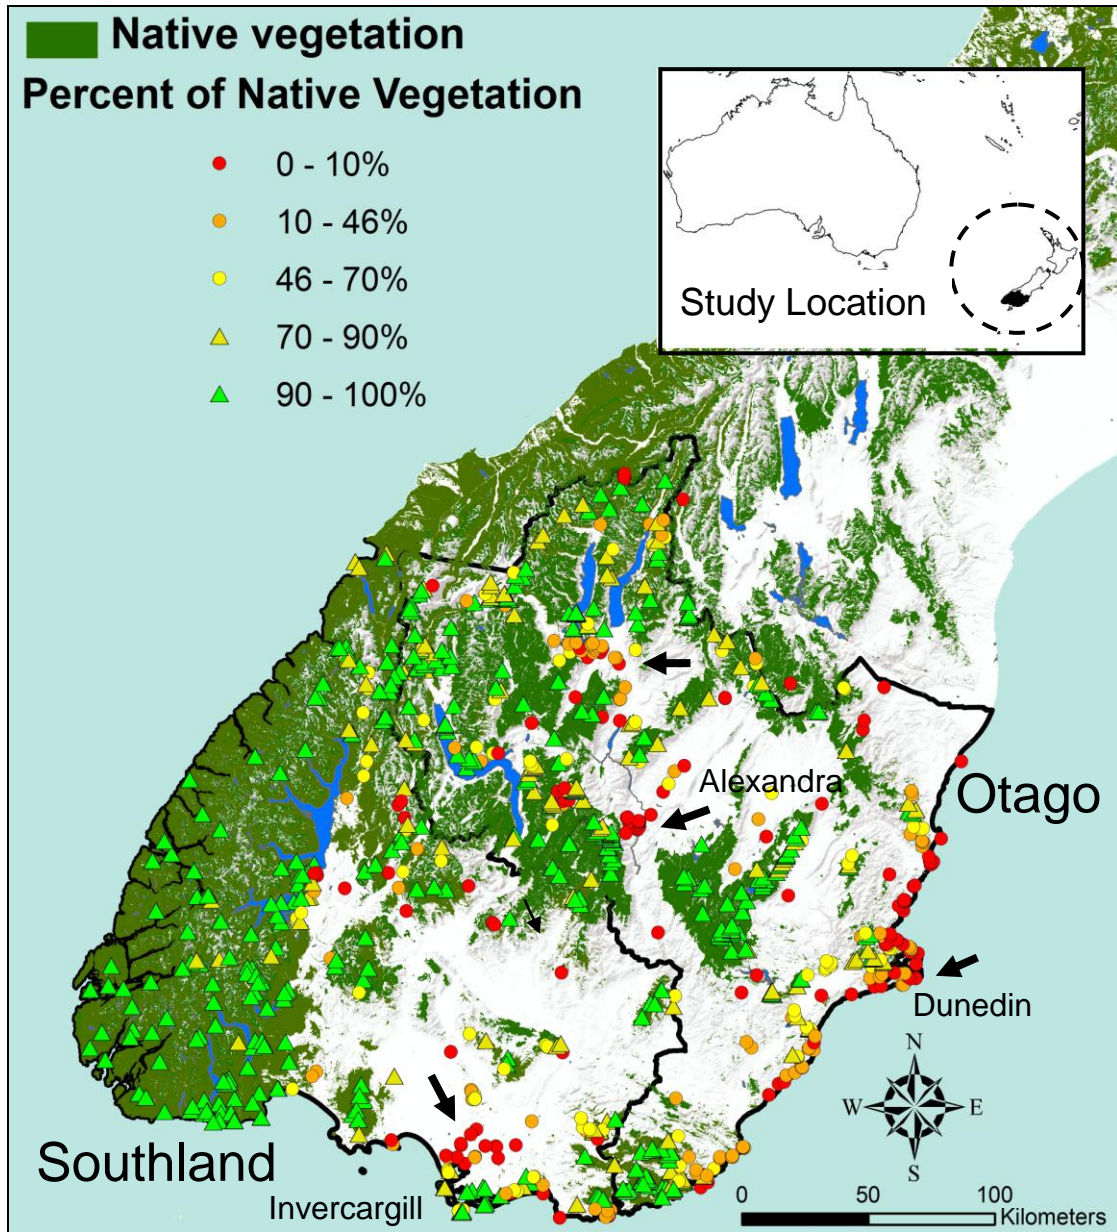 Native vegetation
Percent of Native Vegetation
0 - 10%
10 - 46%
46 - 70%
70 - 90%
90 - 100%
Study Location
Alexandra
Otago
Dunedin
N
W E
S
Southland
Invercargill
0 50 100
Kilometers